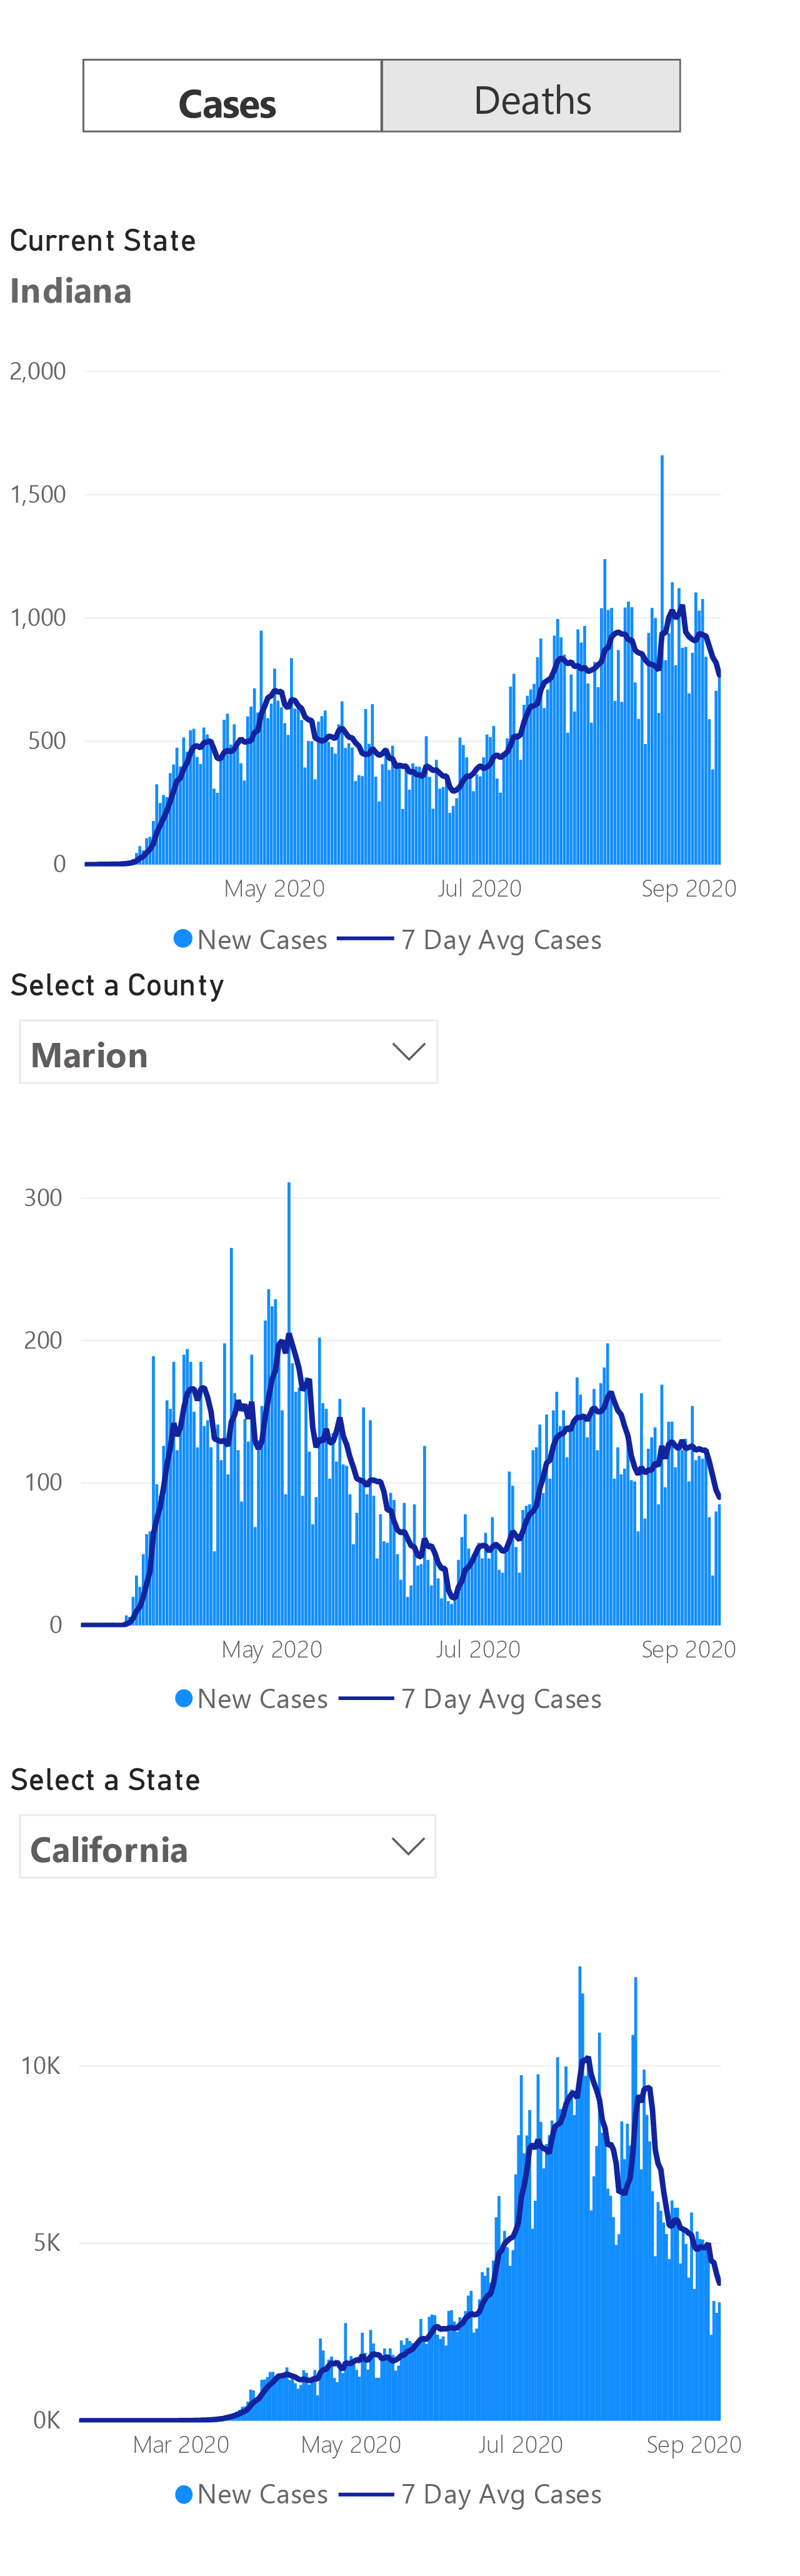 Cases Deaths
Current State
Indiana
2,000
1,500
1,000
500
0
May 2020 Jul 2020 Sep 2020
New Cases 7 Day Avg Cases
Select a County
Marion
300
200
100
0
May 2020 Jul 2020 Sep 2020
New Cases 7 Day Avg Cases
Select a State
California
10K
5K
0K
Mar 2020 May 2020 Jul 2020 Sep 2020
New Cases 7 Day Avg Cases